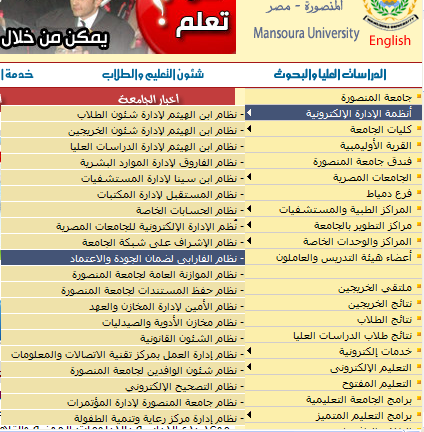 المنصورة - مصر
Mansoura University
English
تعلم
يمكن من خلال
الدراسات العليا والبحوث
شئون التعليم والطلاب
خدمة
أخبار الجامعة
جامعة المنصورة
أنظمة الإدارة الإلكترونية
كليات الجامعة
القرية الأوليمبية
فندق جامعة المنصورة
الجامعات المصرية
فرع دمياط
المراكز الطبية والمستشفيات
مراكز التطوير بالجامعة
المراكز والوحدات الخاصة
أعضاء هيئة التدريس والعاملون
ملتقي الخريجين
نتائج الخريجين
نتائج الطلاب
نتائج طلاب الدراسات العليا
خدمات إلكترونية
التعليم الإلكترونى
التعليم المفتوح
برامج الجامعة التعليمية
برامج التعليم المتميز
- نظام ابن الهيثم لإدارة شئون الطلاب
- نظام ابن الهيثم لإدارة شئون الخريجين
- نظام ابن الهيثم لإدارة الدراسات العليا
- نظام الفاروق لإدارة الموارد البشرية
- نظام ابن سينا لإدارة المستشفيات
- نظام المستقبل لإدارة المكتبات
- نظام الحسابات الخاصة
- نُظم الإدارة الإلكترونية للجامعات المصرية
- نظام الإشراف على شبكة الجامعة
- نظام الفارابى لضمان الجودة والاعتماد
- نظام الموازنة العامة لجامعة المنصورة
- نظام حفظ المستندات لجامعة المنصورة
- نظام الأمين لإدارة المخازن والعهد
- نظام مخازن الأدوية والصيدليات
- نظام الشئون القانونية
- نظام إدارة العمل بمركز تقنية الاتصالات والمعلومات
- نظام شئون الوافدين لجامعة المنصورة
- نظام التصحيح الإلكتروني
- نظام جامعة المنصورة لإدارة المؤتمرات
- نظام إدارة مركز رعاية وتنمية الطفولة